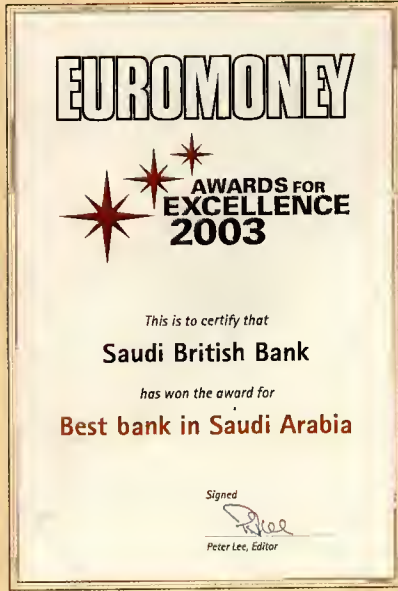 EUROMONEY
AWARDS FOR
EXCELLENCE
2003
This is to certify that
Saudi British Bank
has won the award for
Best bank in Saudi Arabia
Signed
Peter Lee, Editor